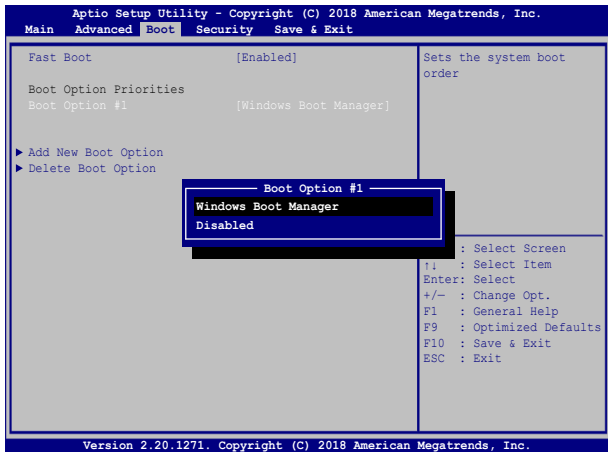 Aptio Setup Utility - Copyright (C) 2018 American Megatrends, Inc.
Main Advanced Boot Security Save & Exit
Fast Boot [Enabled]
Boot Option Priorities
Boot Option #1 [Windows Boot Manager]
Add New Boot Option
Delete Boot Option
Sets the system boot
order
Boot Option #1
Windows Boot Manager
Disabled
: Select Screen
↑↓ : Select Item
Enter: Select
+/— : Change Opt.
F1 : General Help
F9 : Optimized Defaults
F10 : Save & Exit
ESC : Exit
Version 2.20.1271. Copyright (C) 2018 American Megatrends, Inc.